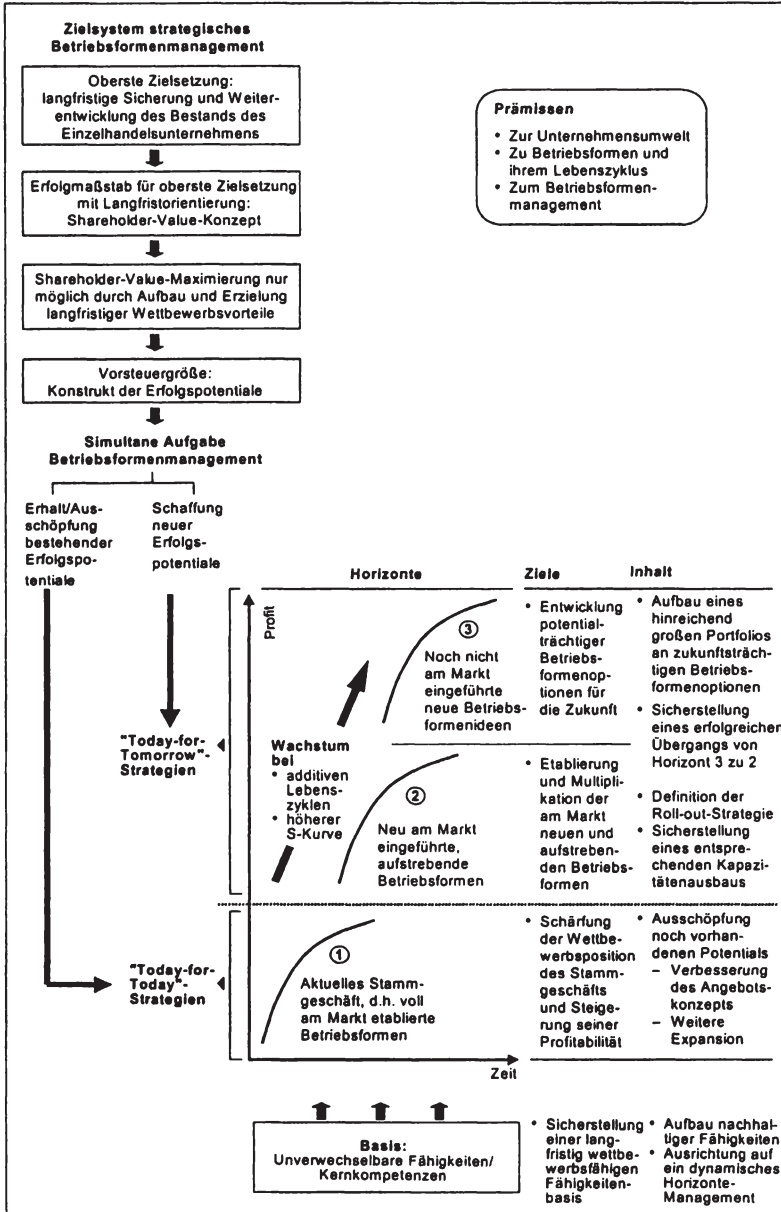 Zielsystem strategisches
Betriebsformenmanagement
Oberste Zielsetzung:
langfristige Sicherung und Weiter-
entwicklung des Bestands des
Einzelhandelsunternehmens
Erfolgmaßstab für oberste Zielsetzung
mit Langfristorientierung:
Shareholder-Value-Konzept
Shareholder-Value-Maximierung nur
möglich durch Aufbau und Erzielung
langfristiger Wettbewerbsvorteile
Vorsteuergröße:
Konstrukt der Erfolgspotentiale
Simultane Aufgabe
Betriebsformenmanagement
Prämissen
• Zur Unternehmensumwelt
• Zu Betriebsformen und
ihrem Lebenszyklus
• Zum Betriebsformen-
management
Erhalt/Aus-
schöpfung
bestehender
Erfolgspo-
tentiale
Schaffung
neuer
Erfolgs-
potentiale
"Today-for-
Tomorrow"-
Strategien
"Today-for-
Today"-
Strategien
Horizonte
Profit
③
Noch nicht
am Markt
eingeführte
neue Betriebs-
formenideen
Wachstum
bei
• additiven
Lebens-
zyklen
• höherer
S-Kurve
②
Neu am Markt
eingeführte,
aufstrebende
Betriebsformen
①
Aktuelles Stamm-
geschäft, d.h. voll
am Markt etablierte
Betriebsformen
Zeit
Ziele
• Entwicklung
potential-
trächtiger
Betriebs-
formenop-
tionen für
die Zukunft
• Etablierung
und Multipli-
kation der
am Markt
neuen und
aufstreben-
den Betriebs-
formen
• Schärfung
der Wettbe-
werbsposition
des Stamm-
geschäfts
und Steige-
rung seiner
Profitabilität
Inhalt
• Aufbau eines
hinreichend
großen Portfolios
an zukunftsträch-
tigen Betriebs-
formenoptionen
• Sicherstellung
eines erfolgreichen
Übergangs von
Horizont 3 zu 2
• Definition der
Roll-out-Strategie
• Sicherstellung
eines entspre-
chenden Kapazi-
tätenausbaus
• Ausschöpfung
noch vorhan-
denen Potentials
– Verbesserung
des Angebots-
konzepts
– Weitere
Expansion
Basis:
Unverwechselbare Fähigkeiten/
Kernkompetenzen
• Sicherstellung
einer lang-
fristig wettbe-
werbsfähigen
Fähigkeiten-
basis
• Aufbau nachhal-
tiger Fähigkeiten
• Ausrichtung auf
ein dynamisches
Horizonte-
Management